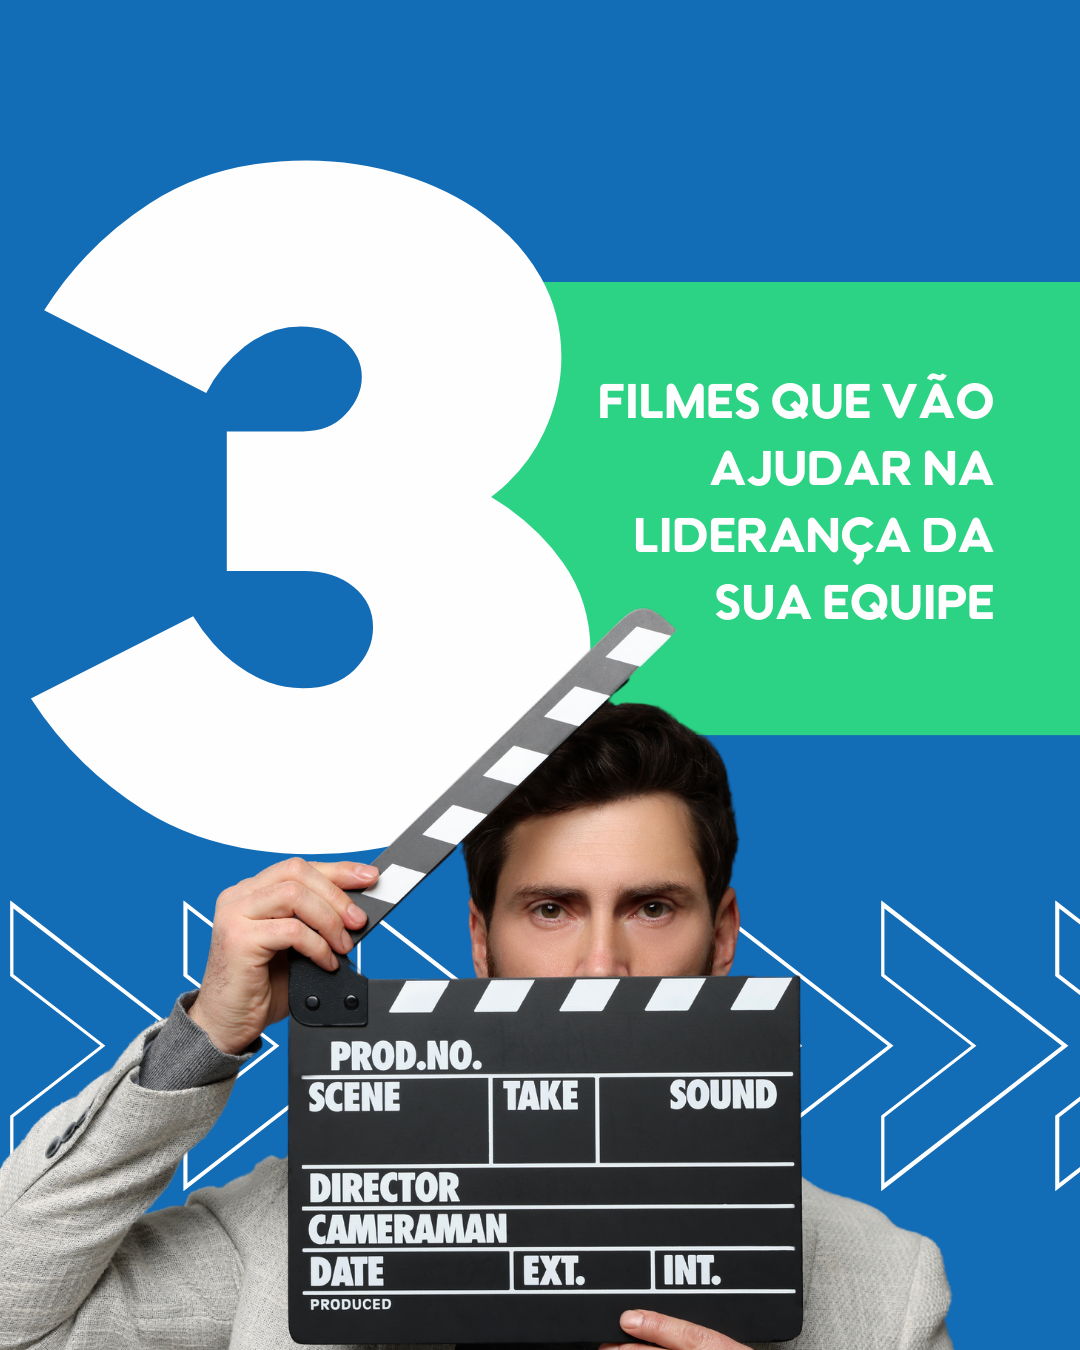 3
FILMES QUE VÃO
AJUDAR NA
LIDERANÇA DA
SUA EQUIPE
PROD.NO.
SCENE TAKE SOUND
DIRECTOR
CAMERAMAN
DATE EXT. INT.
PRODUCED